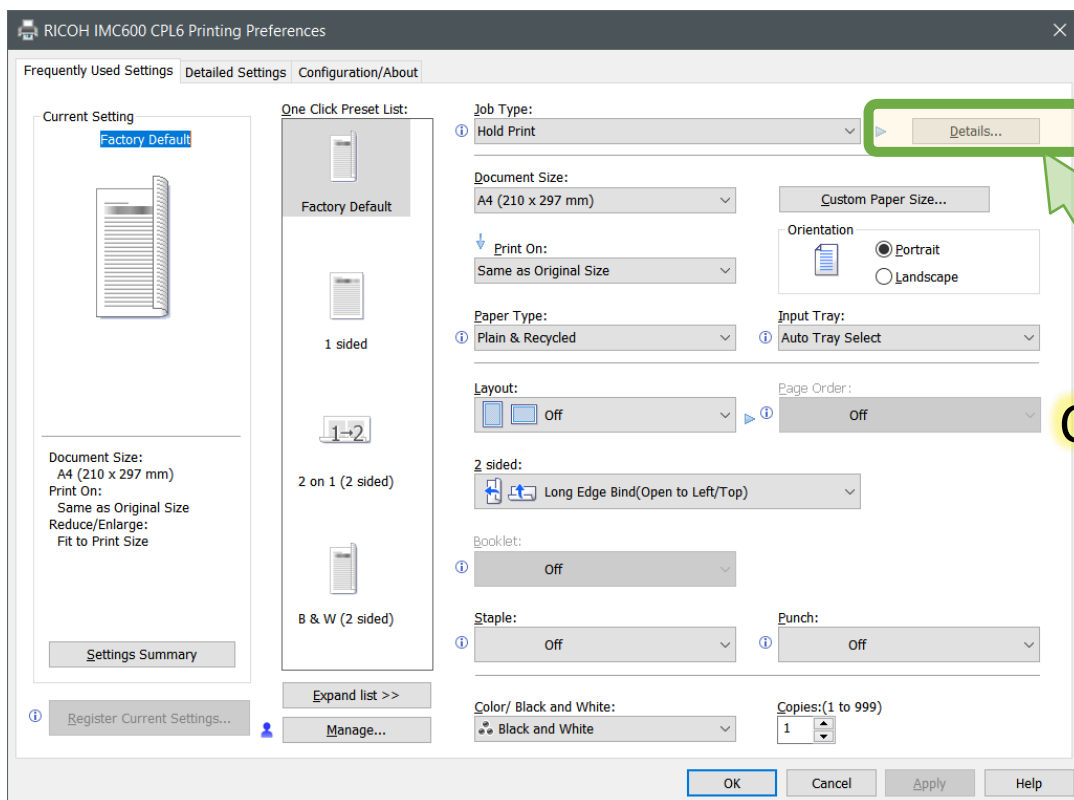 RICOH IMC600 CPL6 Printing Preferences
Frequently Used Settings Detailed Settings Configuration/About
Current Setting
Factory Default
Document Size:
A4 (210 x 297 mm)
Print On:
Same as Original Size
Reduce/Enlarge:
Fit to Print Size
Settings Summary
Register Current Settings...
One Click Preset List:
Factory Default
1 sided
1→2
2 on 1 (2 sided)
B & W (2 sided)
Expand list >>
Manage...
Job Type:
Hold Print
Details...
Document Size:
A4 (210 x 297 mm)
Custom Paper Size...
Print On:
Same as Original Size
Orientation
Portrait
Landscape
Paper Type:
Plain & Recycled
Input Tray:
Auto Tray Select
Layout:
Off
Page Order:
Off
2 sided:
Long Edge Bind(Open to Left/Top)
Booklet:
Off
Staple:
Off
Punch:
Off
Color/ Black and White:
Black and White
Copies:(1 to 999)
1
OK Cancel Apply Help